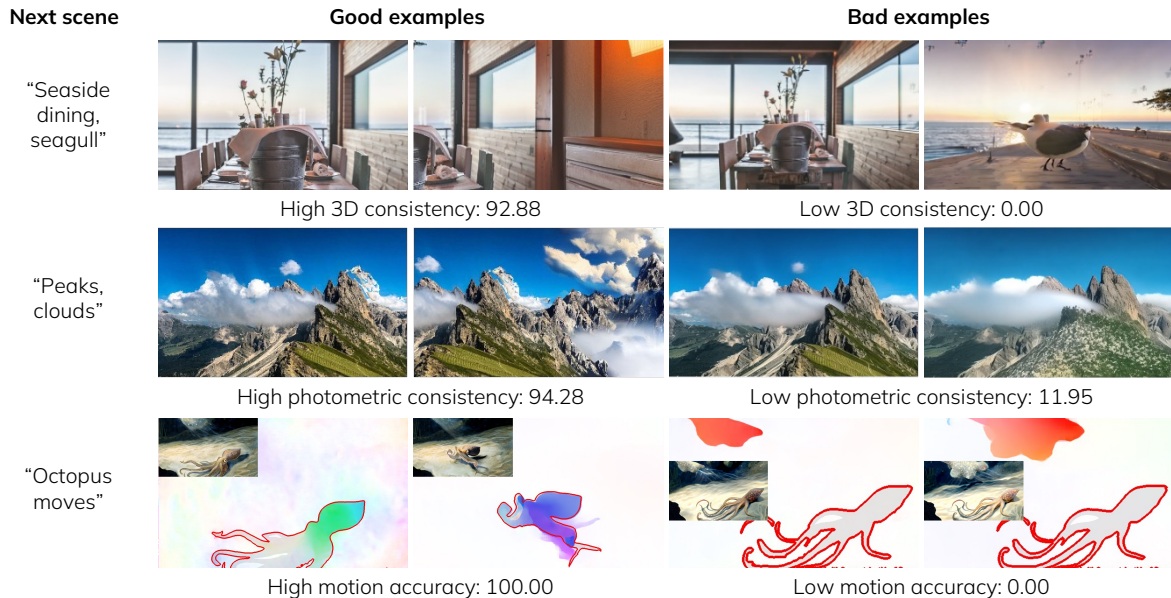 Next scene
Good examples
Bad examples
“Seaside
dining,
seagull”
High 3D consistency: 92.88
Low 3D consistency: 0.00
“Peaks,
clouds”
High photometric consistency: 94.28
Low photometric consistency: 11.95
“Octopus
moves”
High motion accuracy: 100.00
Low motion accuracy: 0.00